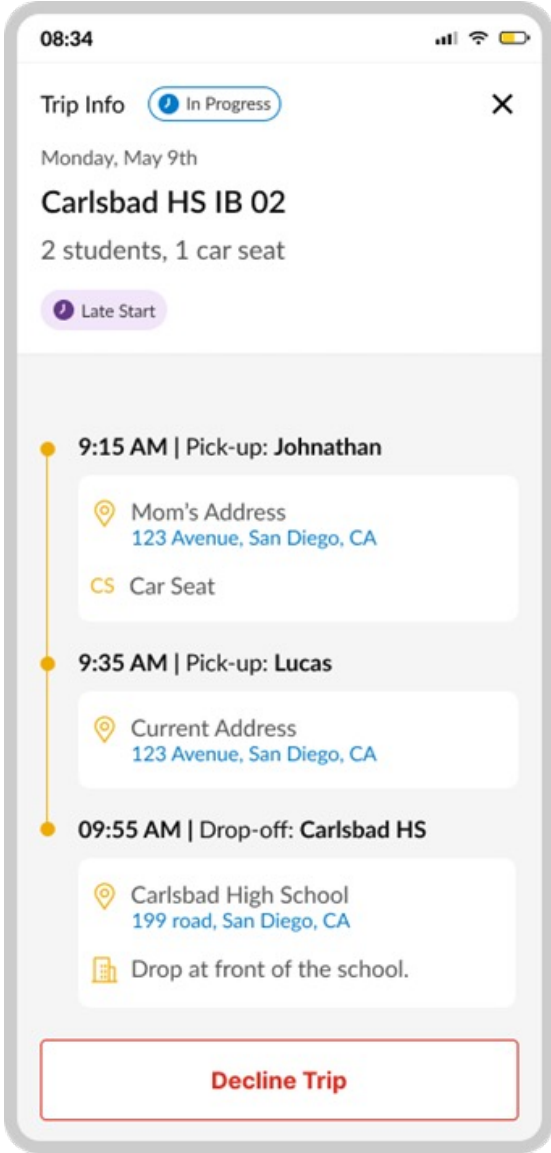 08:34
Trip Info In Progress
Monday, May 9th
Carlsbad HS IB 02
2 students, 1 car seat
Late Start
9:15 AM | Pick-up: Johnathan
Mom's Address
123 Avenue, San Diego, CA
CS Car Seat
9:35 AM | Pick-up: Lucas
Current Address
123 Avenue, San Diego, CA
09:55 AM | Drop-off: Carlsbad HS
Carlsbad High School
199 road, San Diego, CA
Drop at front of the school.
Decline Trip